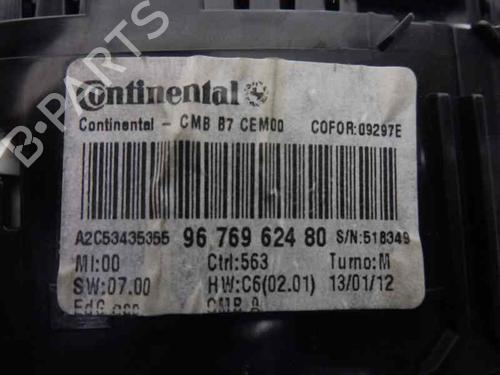 Continental
Continental - CMB B7 CEM00 COFOR:09297E
A2C53435355 96 769 624 80 S/N:518349
MI:00 Ctrl:563 Turno:M
SW:07.00 HW:C6(02.01) 13/01/12